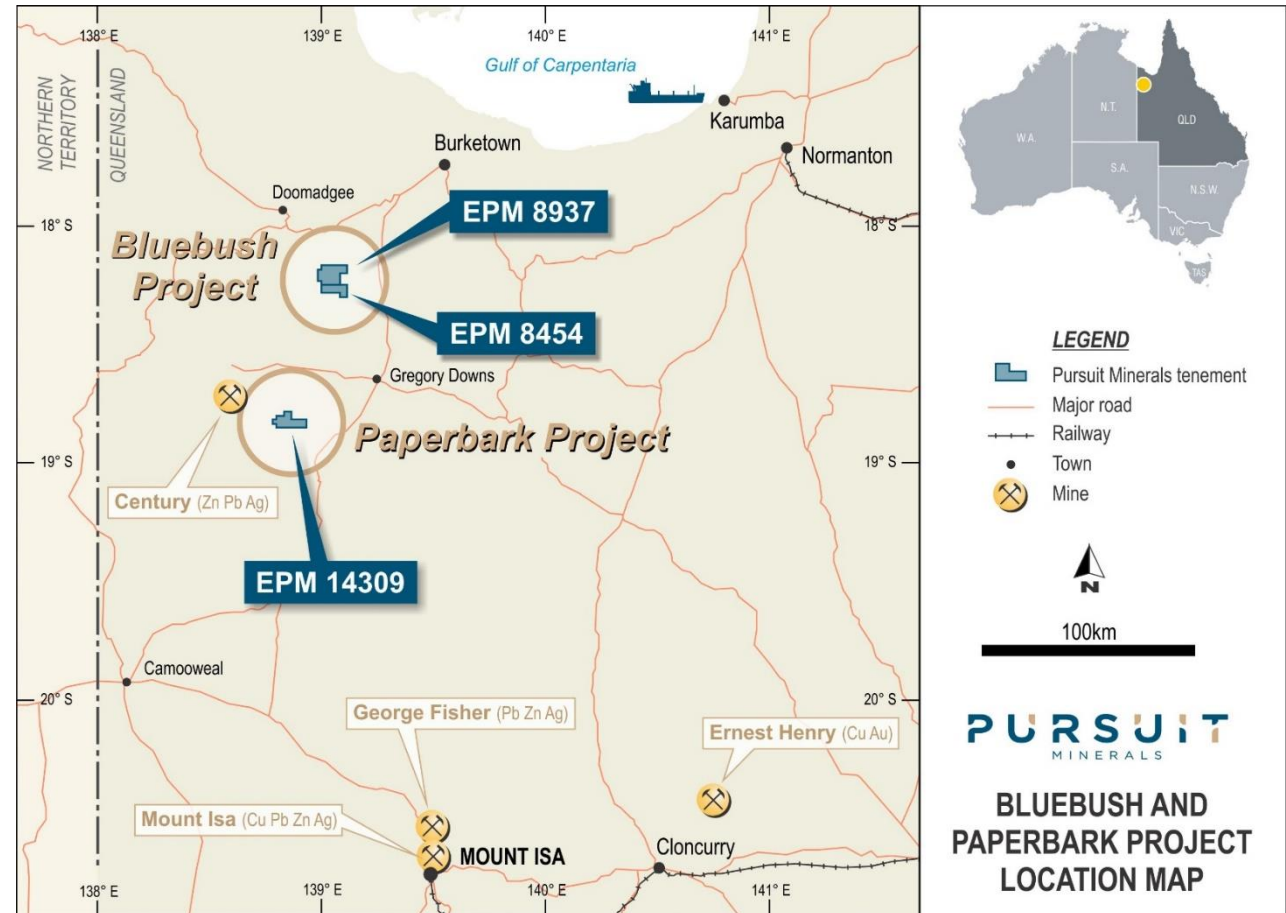 138° E
139° E
140° E
141° E
Gulf of Carpentaria
NORTHERN
TERRITORY
QUEENSLAND
Karumba
Burketown
Normanton
Doomadgee
18° S
18° S
EPM 8937
Bluebush
Project
EPM 8454
Gregory Downs
Paperbark Project
19° S
19° S
Century (Zn Pb Ag)
EPM 14309
Camooweal
20° S
20° S
George Fisher (Pb Zn Ag)
Ernest Henry (Cu Au)
Mount Isa (Cu Pb Zn Ag)
MOUNT ISA
Cloncurry
138° E
139° E
140° E
141° E
N.T.
QLD
W.A.
S.A.
N.S.W.
VIC
TAS
LEGEND
Pursuit Minerals tenement
Major road
Railway
Town
Mine
N
100km
PURSUIT
MINERALS
BLUEBUSH AND
PAPERBARK PROJECT
LOCATION MAP